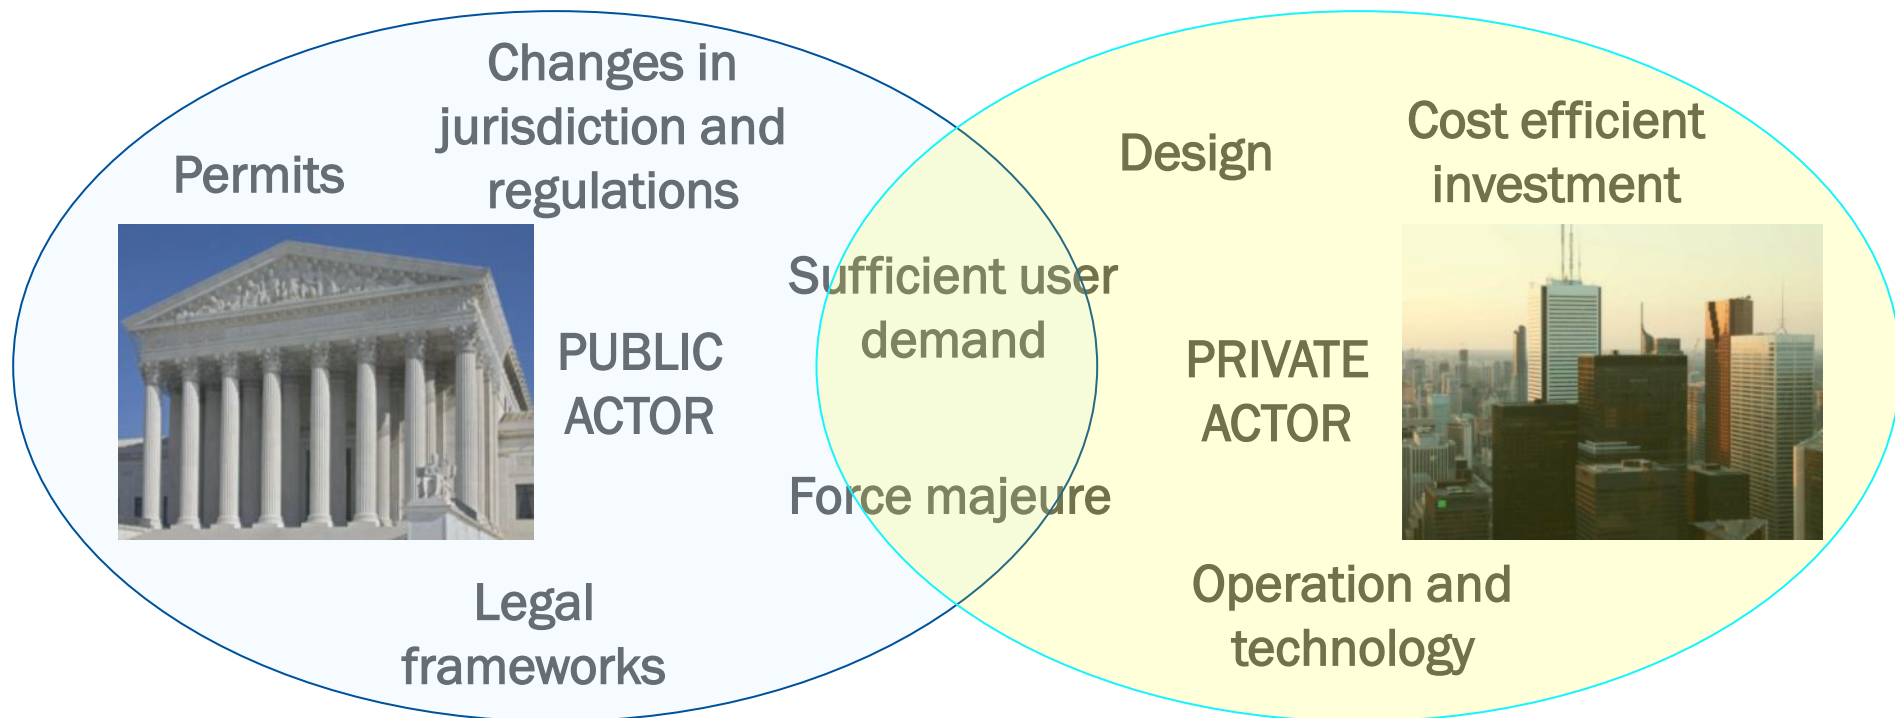 Changes in
jurisdiction and
regulations
Permits
PUBLIC
ACTOR
Legal
frameworks
Sufficient user
demand
Force majeure
Design
Cost efficient
investment
PRIVATE
ACTOR
Operation and
technology